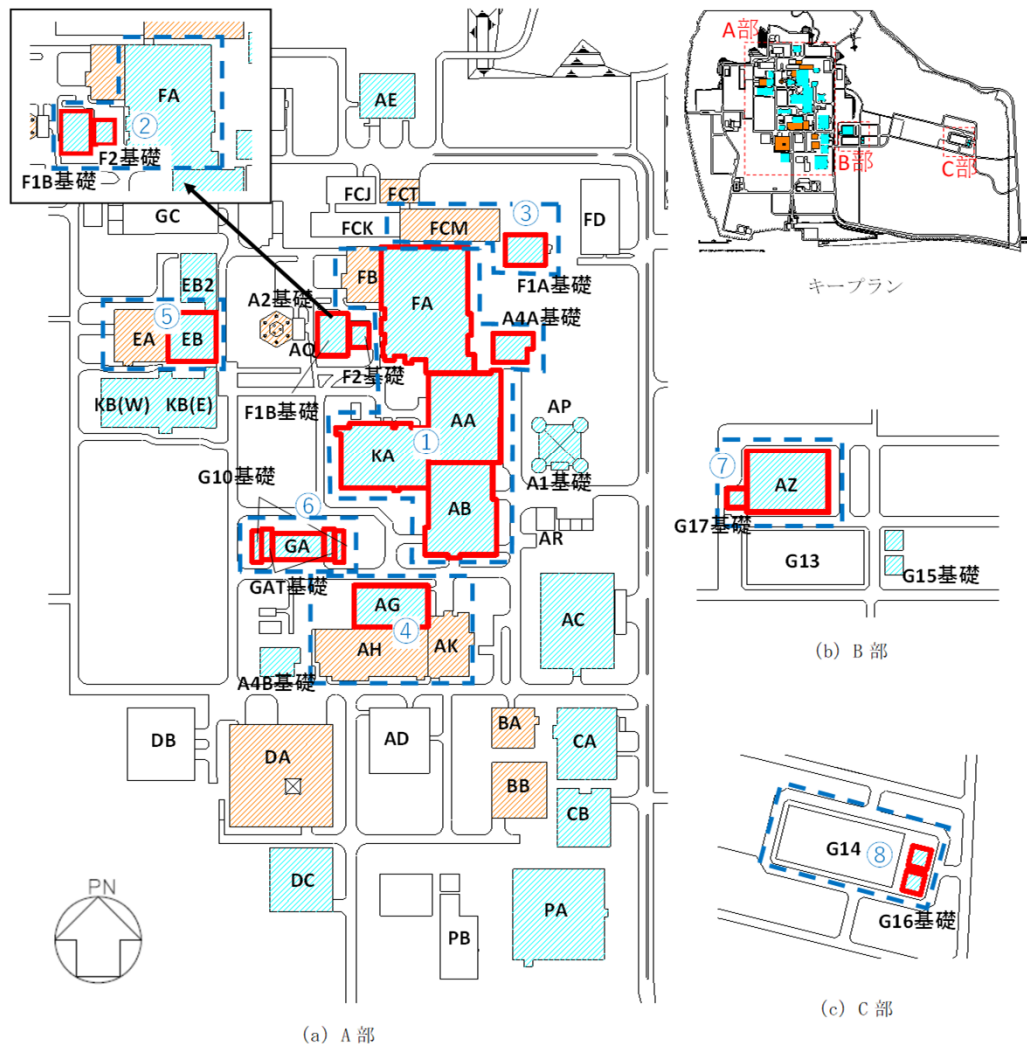 FA
②
F2基礎
F1B基礎
AE
A部
B部
C部
キープラン
FCJ
FCT
GC
FCK
FCM
③
FD
FB
F1A基礎
EB2
A2基礎
FA
A4A基礎
⑤
EA
EB
AQ
F2基礎
KB(W)
KB(E)
F1B基礎
AA
AP
①
KA
A1基礎
G10基礎
⑥
AB
GA
AR
GAT基礎
AG
④
AC
AH
AK
A4B基礎
DB
AD
BA
CA
DA
BB
CB
DC
PA
PB
PN
(a) A 部
⑦
AZ
G17基礎
G13
G15基礎
(b) B 部
G14
⑧
G16基礎
(c) C 部